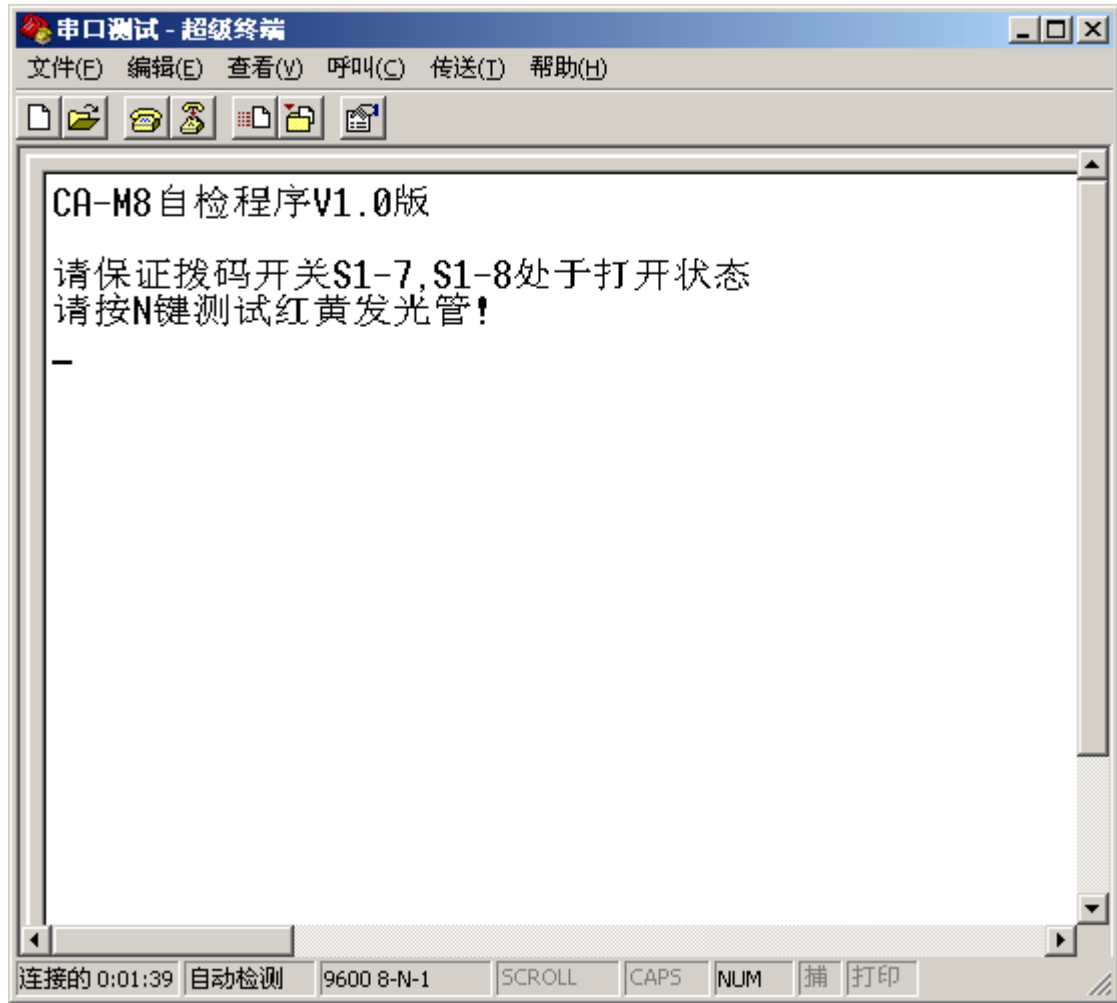 串口测试 - 超级终端
文件(F) 编辑(E) 查看(V) 呼叫(C) 传送(T) 帮助(H)
CA-M8自检程序V1.0版
请保证拨码开关S1-7,S1-8处于打开状态
请按N键测试红黄发光管!
连接的 0:01:39 自动检测 9600 8-N-1 SCROLL CAPS NUM 捕 打印